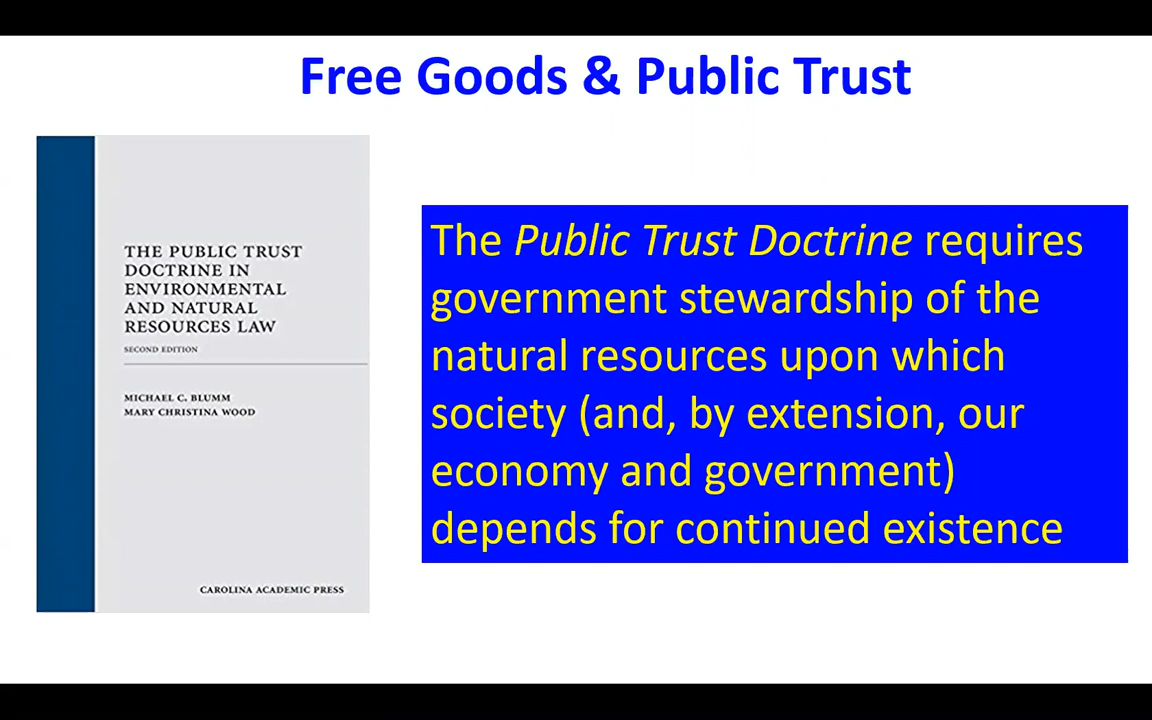 Free Goods & Public Trust
THE PUBLIC TRUST
DOCTRINE IN
ENVIRONMENTAL
AND NATURAL
RESOURCES LAW
SECOND EDITION
MICHAEL C. BLUMM
MARY CHRISTINA WOOD
CAROLINA ACADEMIC PRESS
The Public Trust Doctrine requires
government stewardship of the
natural resources upon which
society (and, by extension, our
economy and government)
depends for continued existence